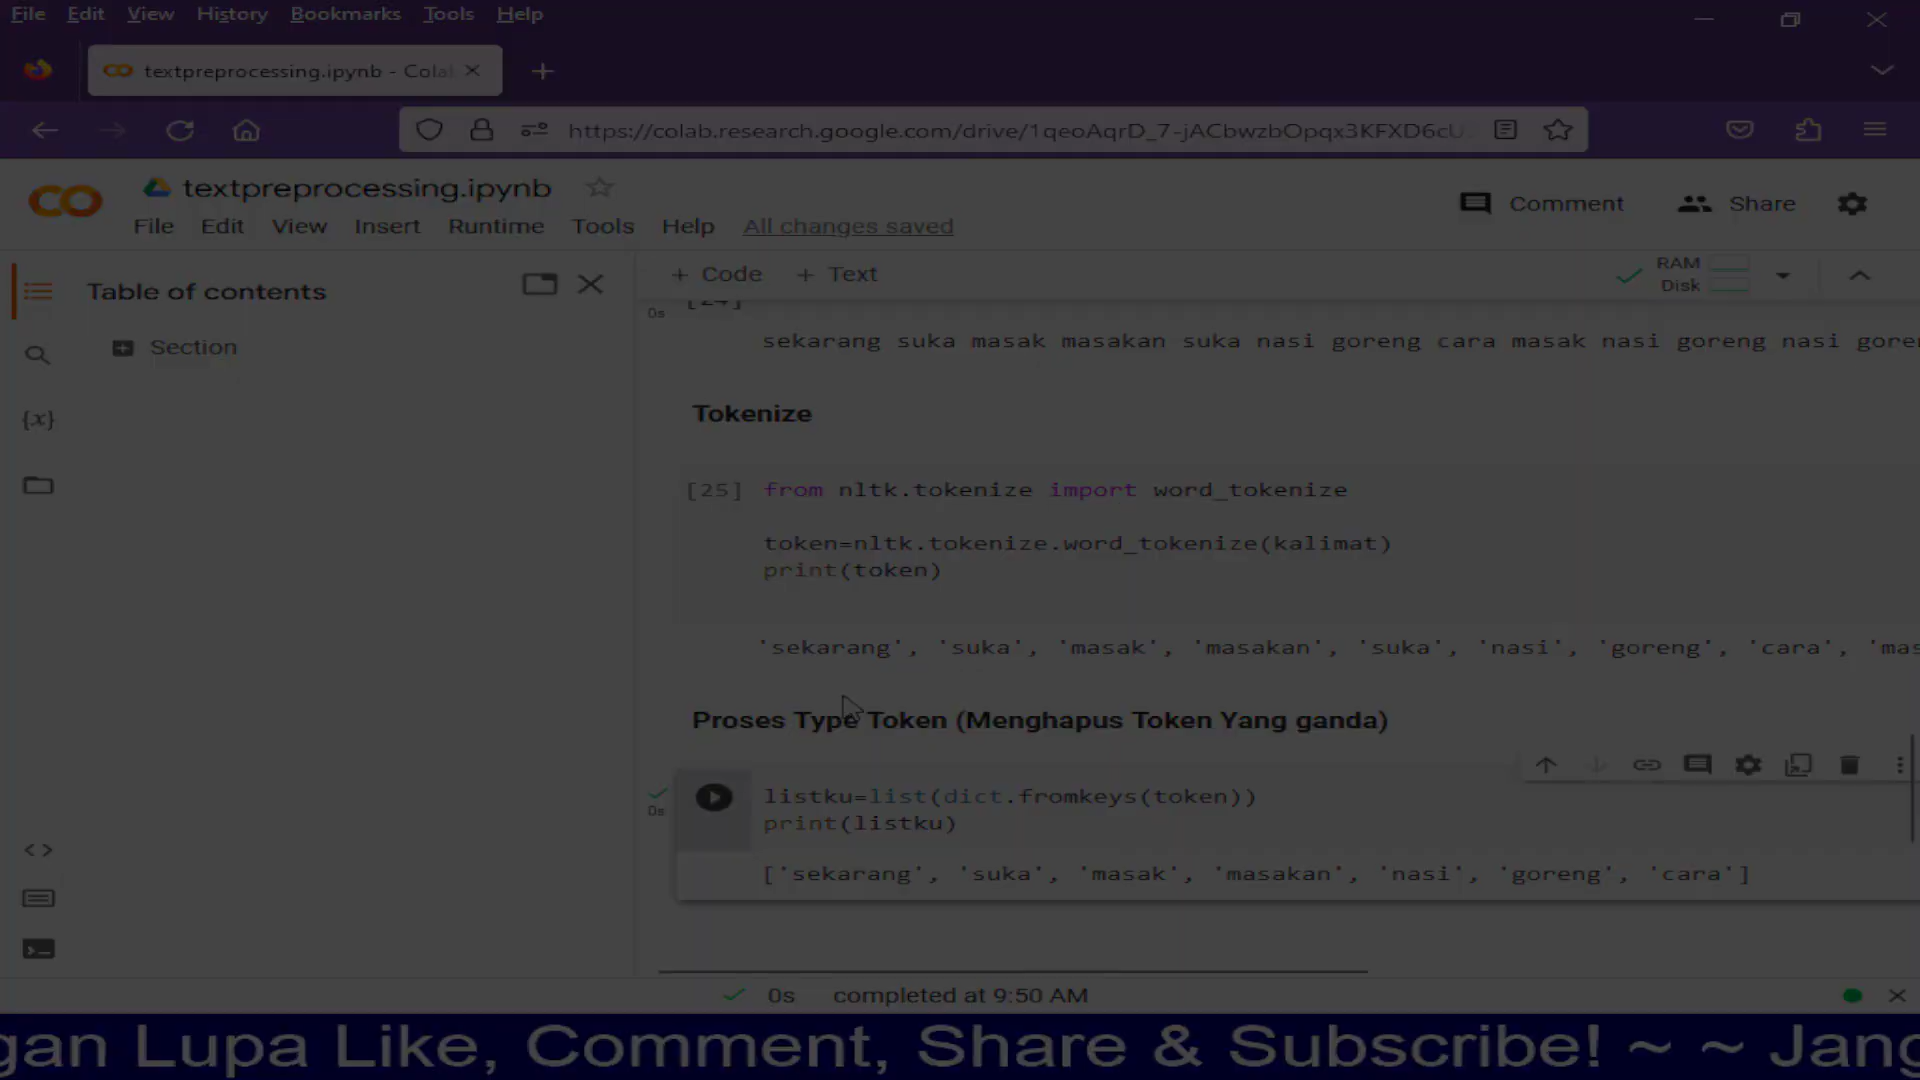 File Edit View History Bookmarks Tools Help
textpreprocessing.ipynb - Cola
https://colab.research.google.com/drive/1qeoAqrD_7-jACbwzbOpqx3KFXD6cU
textpreprocessing.ipynb
Comment Share
File Edit View Insert Runtime Tools Help All changes saved
Table of contents
+ Code + Text
RAM
Disk
Section
[24]
0s
sekarang suka masak masakan suka nasi goreng cara masak nasi goreng nasi gore
Tokenize
[25] from nltk.tokenize import word_tokenize
token=nltk.tokenize.word_tokenize(kalimat)
print(token)
'sekarang', 'suka', 'masak', 'masakan', 'suka', 'nasi', 'goreng', 'cara', 'mas
Proses Type Token (Menghapus Token Yang ganda)
listku=list(dict.fromkeys(token))
0s
print(listku)
['sekarang', 'suka', 'masak', 'masakan', 'nasi', 'goreng', 'cara']
0s completed at 9:50 AM
gan Lupa Like, Comment, Share & Subscribe! ~ ~ Jang